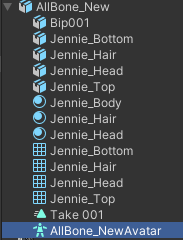 AllBone_New
Bip001
Jennie_Bottom
Jennie_Hair
Jennie_Head
Jennie_Top
Jennie_Body
Jennie_Hair
Jennie_Head
Jennie_Bottom
Jennie_Hair
Jennie_Head
Jennie_Top
Take 001
AllBone_NewAvatar